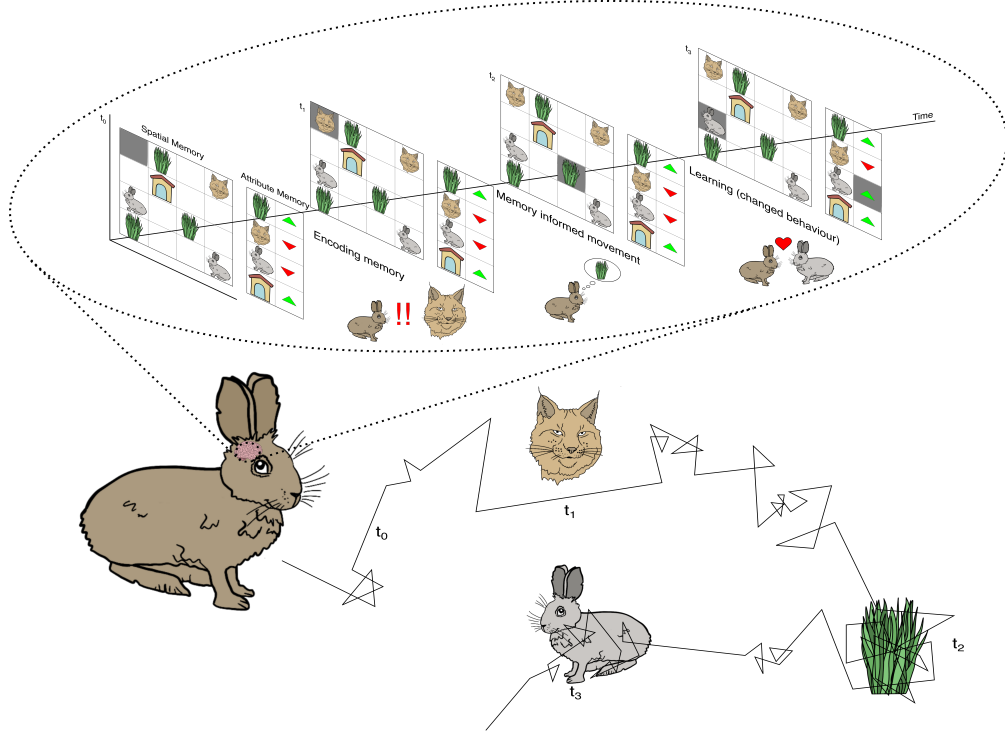 t3
t2
t1
Time
t0
Spatial Memory
Attribute Memory
Learning (changed behaviour)
Memory informed movement
Encoding memory
!!
t0
t1
t2
t3